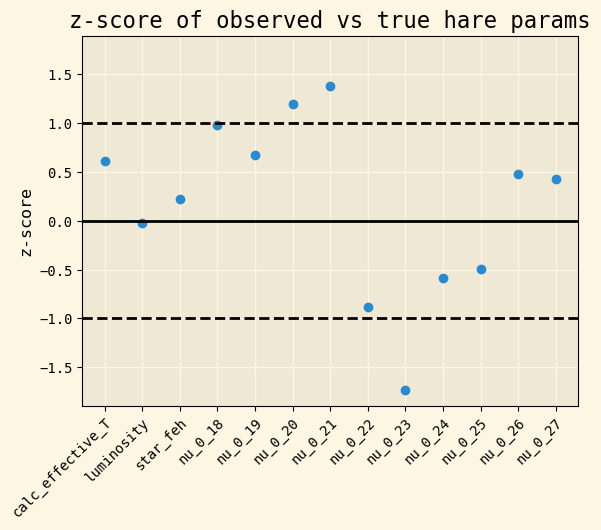 z-score of observed vs true hare params
z-score
1.5
1.0
0.5
0.0
−0.5
−1.0
−1.5
calc_effective_T
luminosity
star_feh
nu_0_18
nu_0_19
nu_0_20
nu_0_21
nu_0_22
nu_0_23
nu_0_24
nu_0_25
nu_0_26
nu_0_27